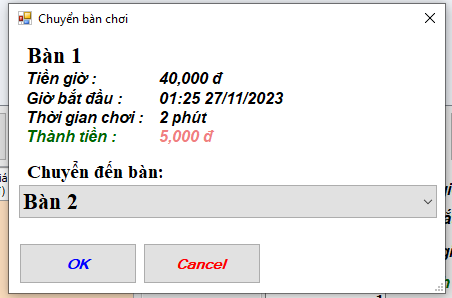 Chuyển bàn chơi
Bàn 1
Tiền giờ : 40,000 đ
Giờ bắt đầu : 01:25 27/11/2023
Thời gian chơi : 2 phút
Thành tiền : 5,000 đ
Chuyển đến bàn:
Bàn 2
OK Cancel